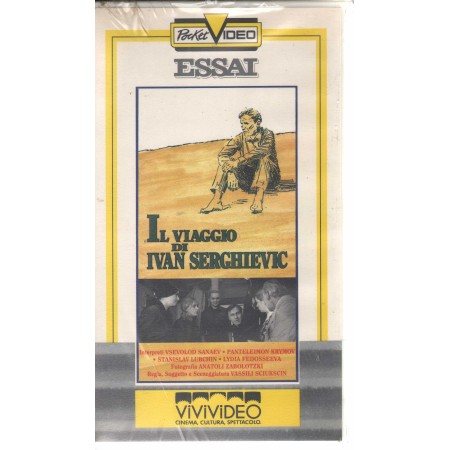 Pocket VIDEO
ESSAI
IL VIAGGIO
DI
IVAN SERGHIEVIC
Interpreti VSEVOLOD SANAEV • PANTELEIMON KRYMOV
• STANISLAV LUBCHIN • LYDIA FEDOSSEEVA
Fotografia ANATOLI ZABOLOTZKI
Regia, Soggetto e Sceneggiatura VASSILI SCIUKSCIN
VIVIVIDEO
CINEMA, CULTURA, SPETTACOLO.